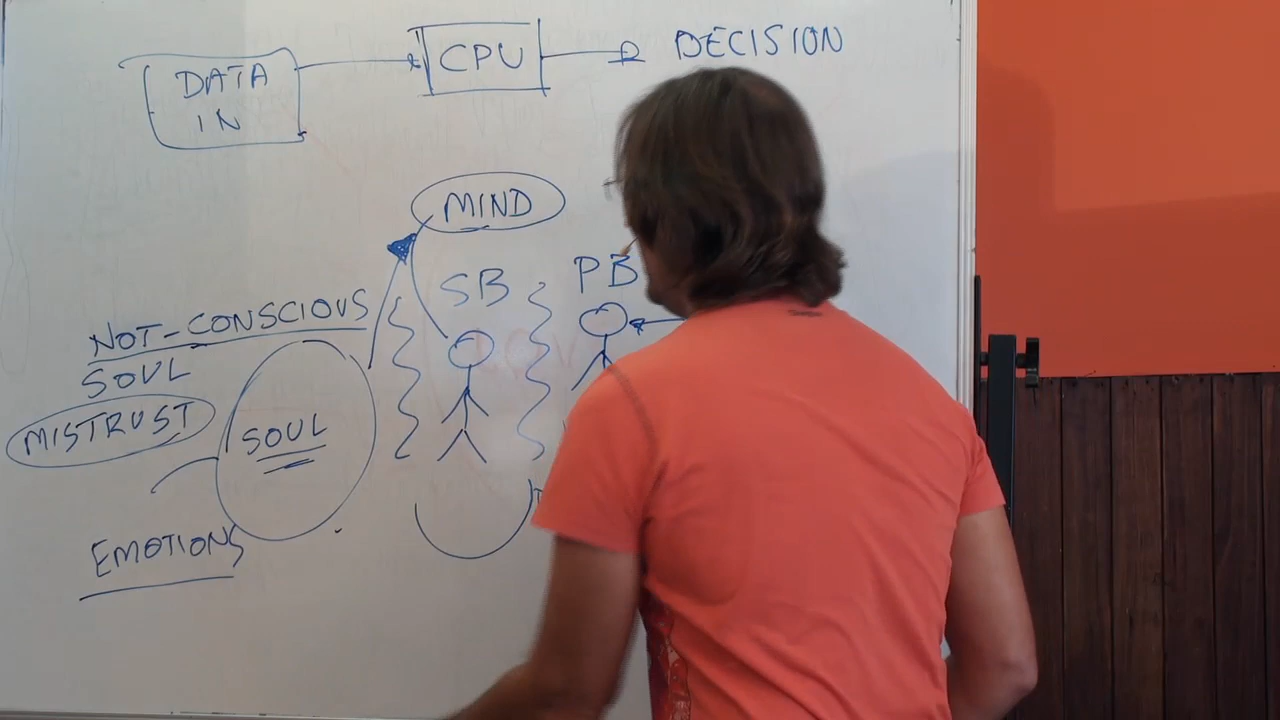 DATA
IN
CPU
DECISION
MIND
SB
PB
NOT-CONSCIOUS
SOUL
MISTRUST
SOUL
EMOTIONS